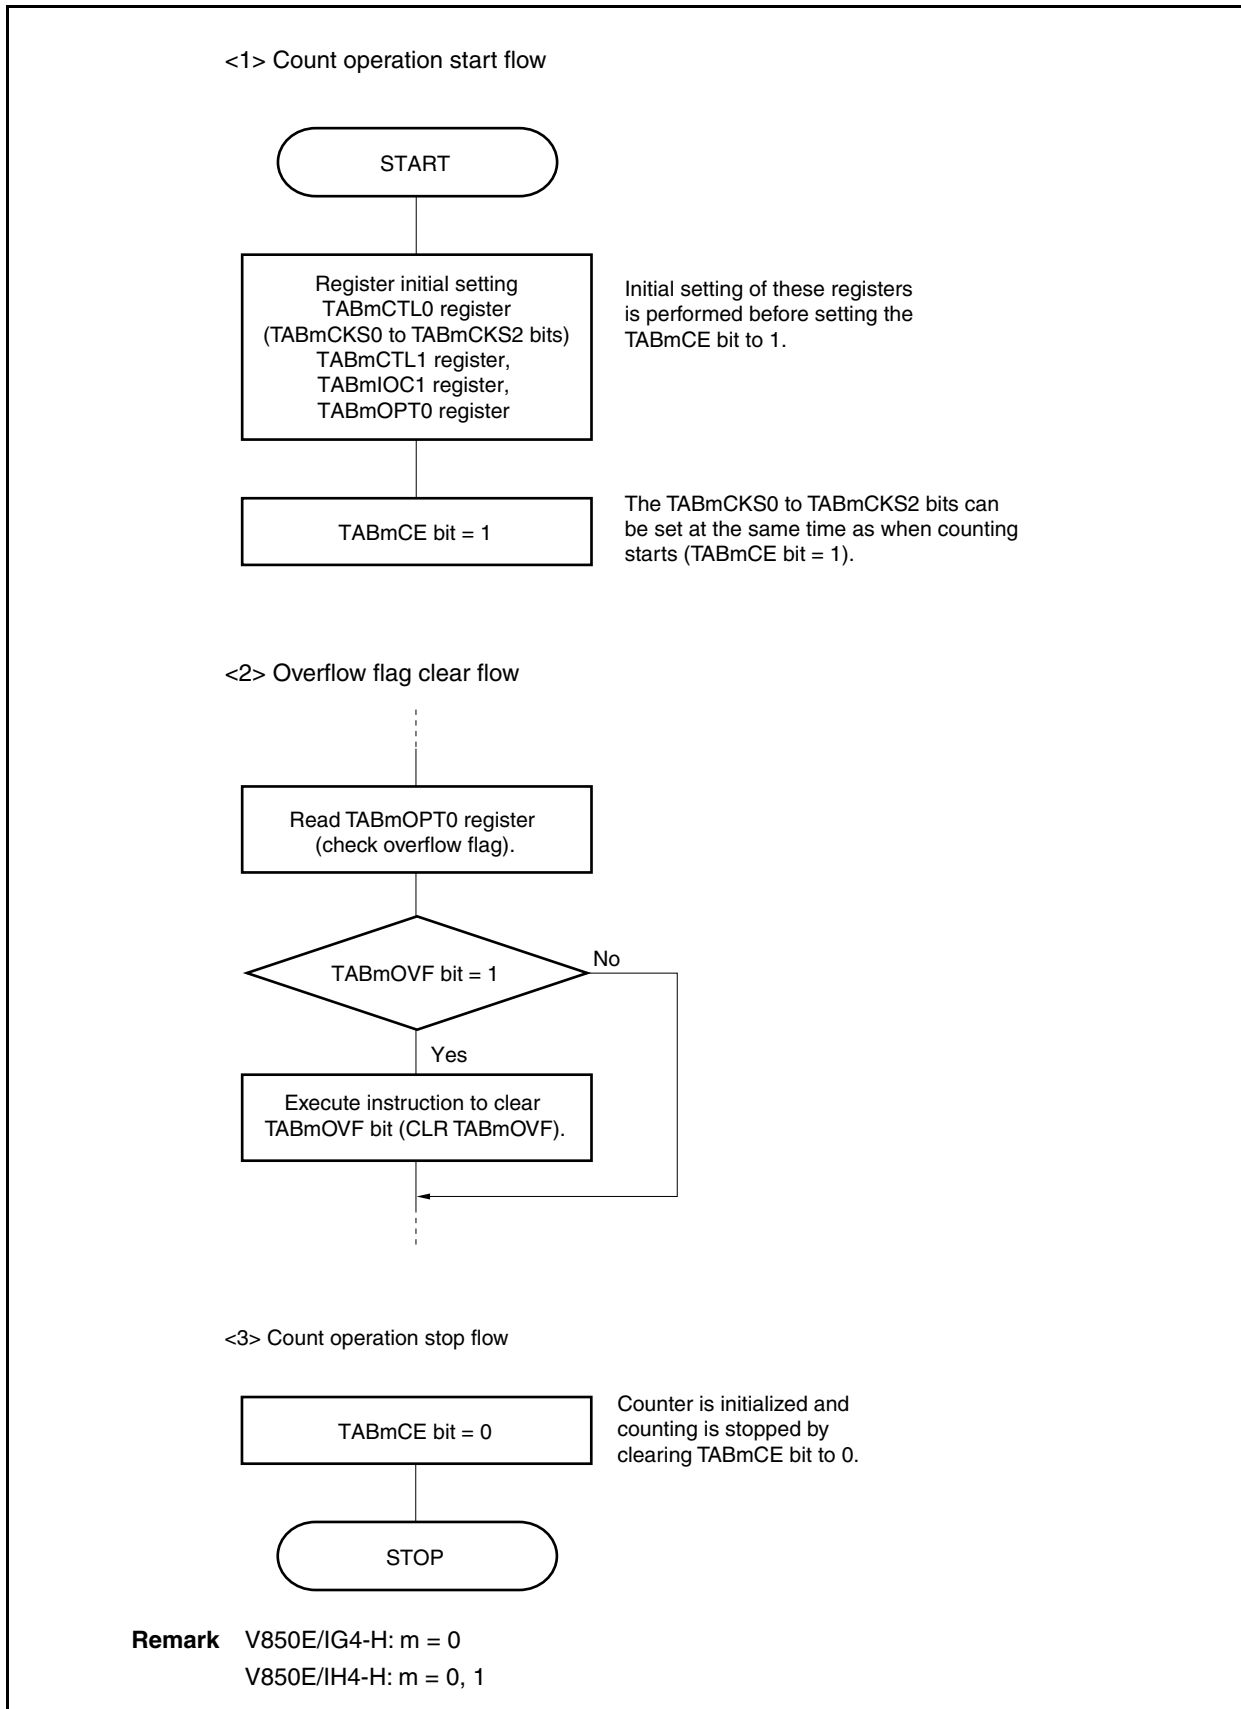 <1> Count operation start flow
START
Register initial setting
TABmCTL0 register
(TABmCKS0 to TABmCKS2 bits)
TABmCTL1 register,
TABmIOC1 register,
TABmOPT0 register
Initial setting of these registers
is performed before setting the
TABmCE bit to 1.
TABmCE bit = 1
The TABmCKS0 to TABmCKS2 bits can
be set at the same time as when counting
starts (TABmCE bit = 1).
<2> Overflow flag clear flow
Read TABmOPT0 register
(check overflow flag).
TABmOVF bit = 1
No
Yes
Execute instruction to clear
TABmOVF bit (CLR TABmOVF).
<3> Count operation stop flow
TABmCE bit = 0
Counter is initialized and
counting is stopped by
clearing TABmCE bit to 0.
STOP
Remark V850E/IG4-H: m = 0
V850E/IH4-H: m = 0, 1